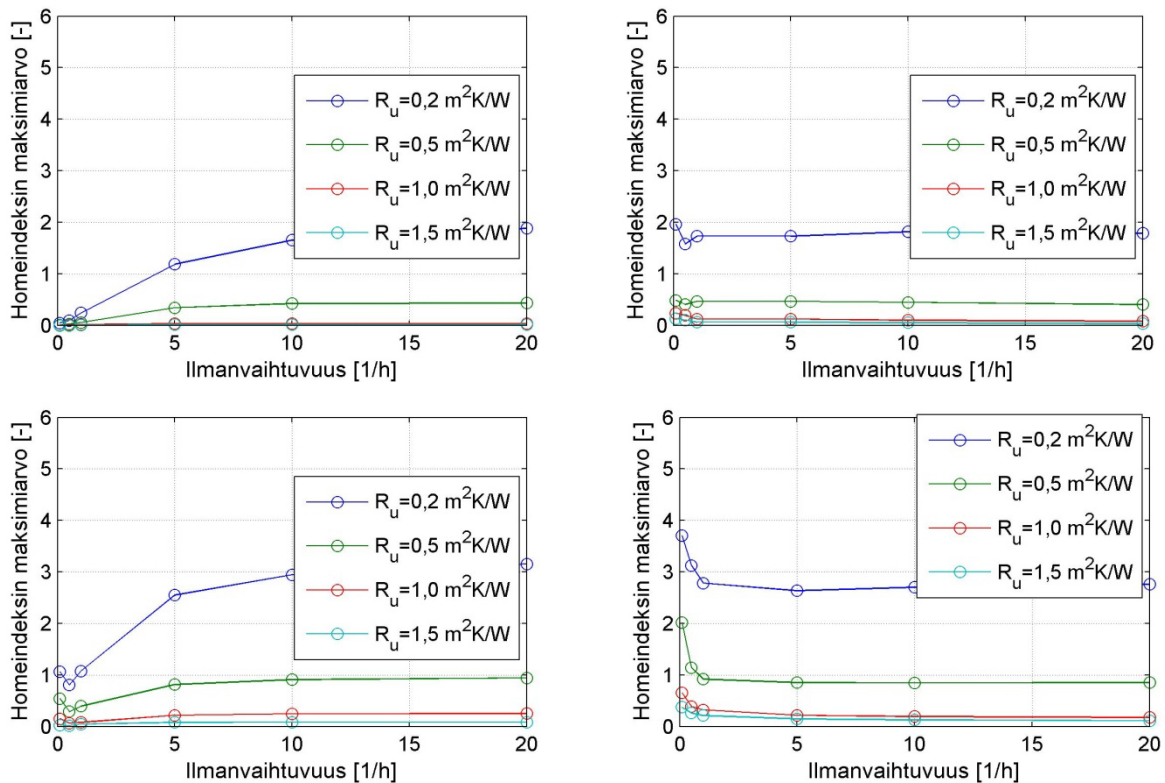 Homeindeksin maksimiarvo [-]
6
5
4
3
2
1
0
R_u=0,2 m²K/W
R_u=0,5 m²K/W
R_u=1,0 m²K/W
R_u=1,5 m²K/W
0 5 10 15 20
Ilmanvaihtuvuus [1/h]
Homeindeksin maksimiarvo [-]
6
5
4
3
2
1
0
R_u=0,2 m²K/W
R_u=0,5 m²K/W
R_u=1,0 m²K/W
R_u=1,5 m²K/W
0 5 10 15 20
Ilmanvaihtuvuus [1/h]
Homeindeksin maksimiarvo [-]
6
5
4
3
2
1
0
R_u=0,2 m²K/W
R_u=0,5 m²K/W
R_u=1,0 m²K/W
R_u=1,5 m²K/W
0 5 10 15 20
Ilmanvaihtuvuus [1/h]
Homeindeksin maksimiarvo [-]
6
5
4
3
2
1
0
R_u=0,2 m²K/W
R_u=0,5 m²K/W
R_u=1,0 m²K/W
R_u=1,5 m²K/W
0 5 10 15 20
Ilmanvaihtuvuus [1/h]